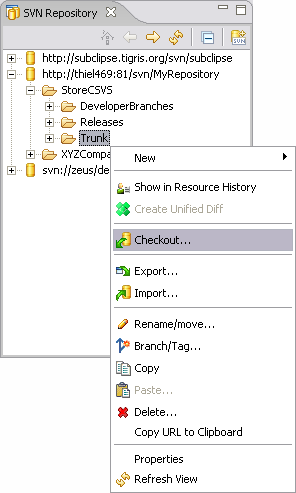 SVN Repository
SVN
http://subclipse.tigris.org/svn/subclipse
http://thiel469:81/svn/MyRepository
StoreCSVS
DeveloperBranches
Releases
Trunk
XYZCompa
svn://zeus/de
New
Show in Resource History
Create Unified Diff
Checkout...
Export...
Import...
Rename/move...
Branch/Tag...
Copy
Paste...
Delete...
Copy URL to Clipboard
Properties
Refresh View